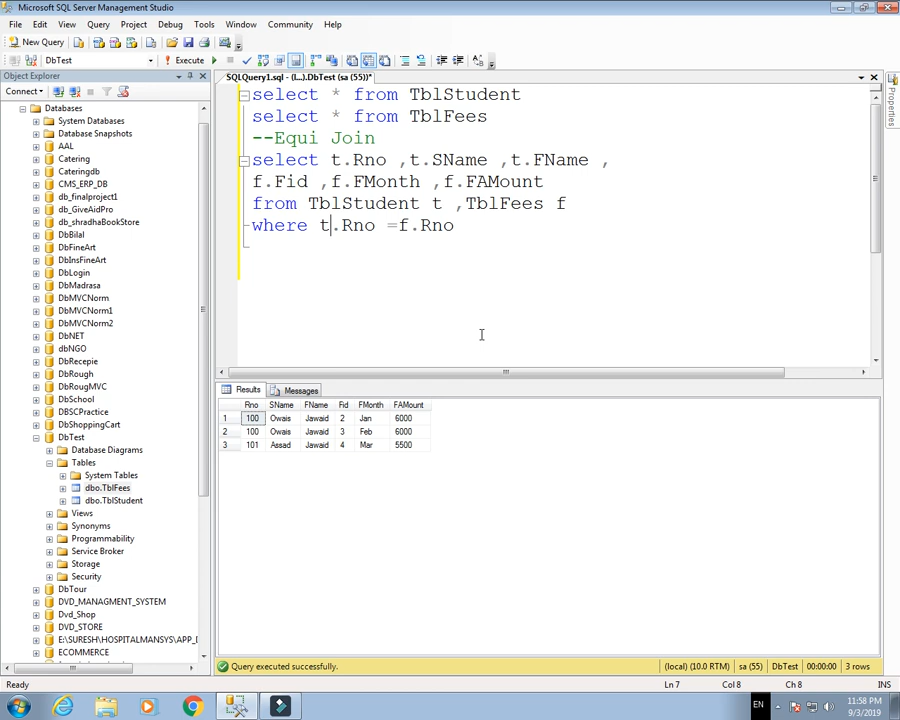 Microsoft SQL Server Management Studio
File Edit View Query Project Debug Tools Window Community Help
New Query
DbTest Execute
Object Explorer
SQLQuery1.sql - (l...).DbTest (sa (55))*
Connect
Properties
Databases
System Databases
Database Snapshots
AAL
Catering
Cateringdb
CMS_ERP_DB
db_finalproject1
db_GiveAidPro
db_shradhaBookStore
DbBilal
DbFineArt
DbInsFineArt
DbLogin
DbMadrasa
DbMVCNorm
DbMVCNorm1
DbMVCNorm2
DbNET
dbNGO
DbRecepie
DbRough
DbRougMVC
DbSchool
DBSCPractice
DbShoppingCart
DbTest
Database Diagrams
Tables
System Tables
dbo.TblFees
dbo.TblStudent
Views
Synonyms
Programmability
Service Broker
Storage
Security
DbTour
DVD_MANAGMENT_SYSTEM
Dvd_Shop
DVD_STORE
E:\SURESH\HOSPITALMANSYS\APP_D
ECOMMERCE
select * from TblStudent
select * from TblFees
--Equi Join
select t.Rno ,t.SName ,t.FName ,
f.Fid ,f.FMonth ,f.FAMount
from TblStudent t ,TblFees f
where t.Rno =f.Rno
Results Messages
Rno SName FName Fid FMonth FAMount
1 100 Owais Jawaid 2 Jan 6000
2 100 Owais Jawaid 3 Feb 6000
3 101 Assad Jawaid 4 Mar 5500
Query executed successfully. (local) (10.0 RTM) sa (55) DbTest 00:00:00 3 rows
Ready Ln 7 Col 8 Ch 8 INS
EN 11:58 PM
9/3/2019